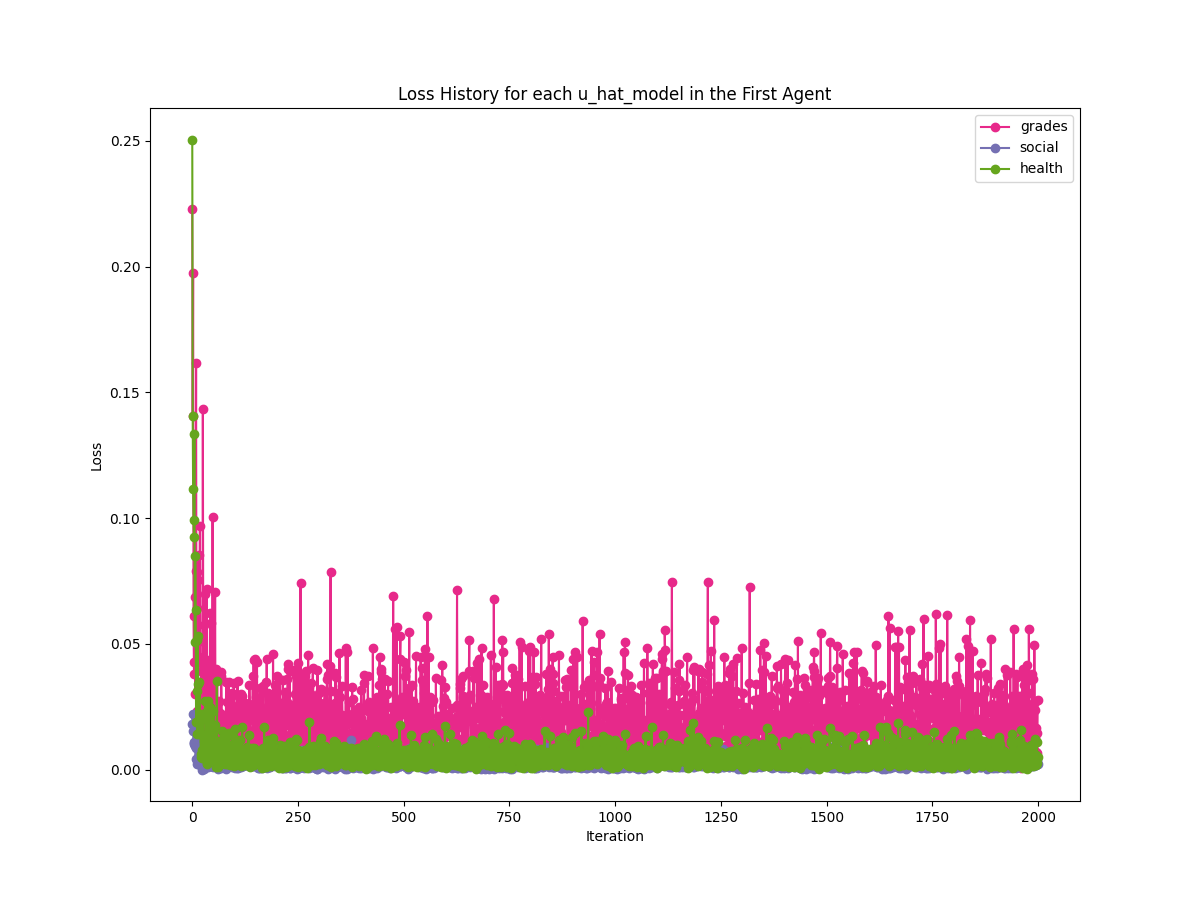 Loss History for each u_hat_model in the First Agent
grades
social
health
0.25
0.20
0.15
0.10
0.05
0.00
Loss
0 250 500 750 1000 1250 1500 1750 2000
Iteration